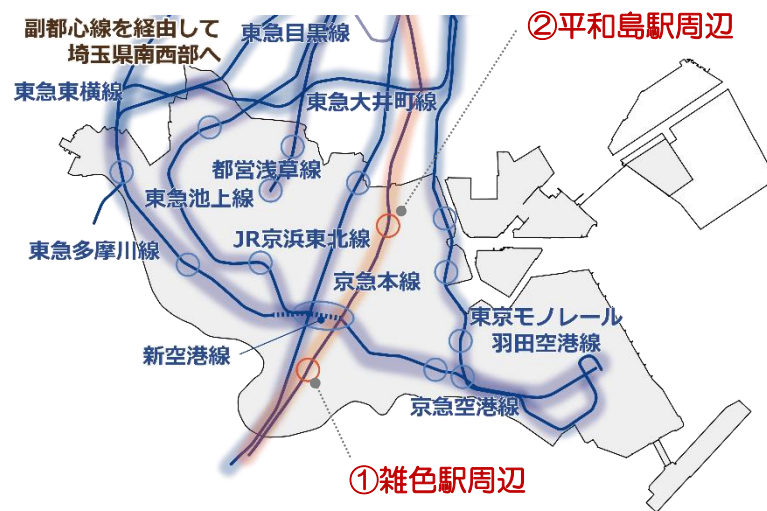 副都心線を経由して
埼玉県南西部へ
東急目黒線
②平和島駅周辺
東急東横線
東急大井町線
都営浅草線
東急池上線
東急多摩川線
JR京浜東北線
京急本線
東京モノレール
羽田空港線
新空港線
京急空港線
①雑色駅周辺